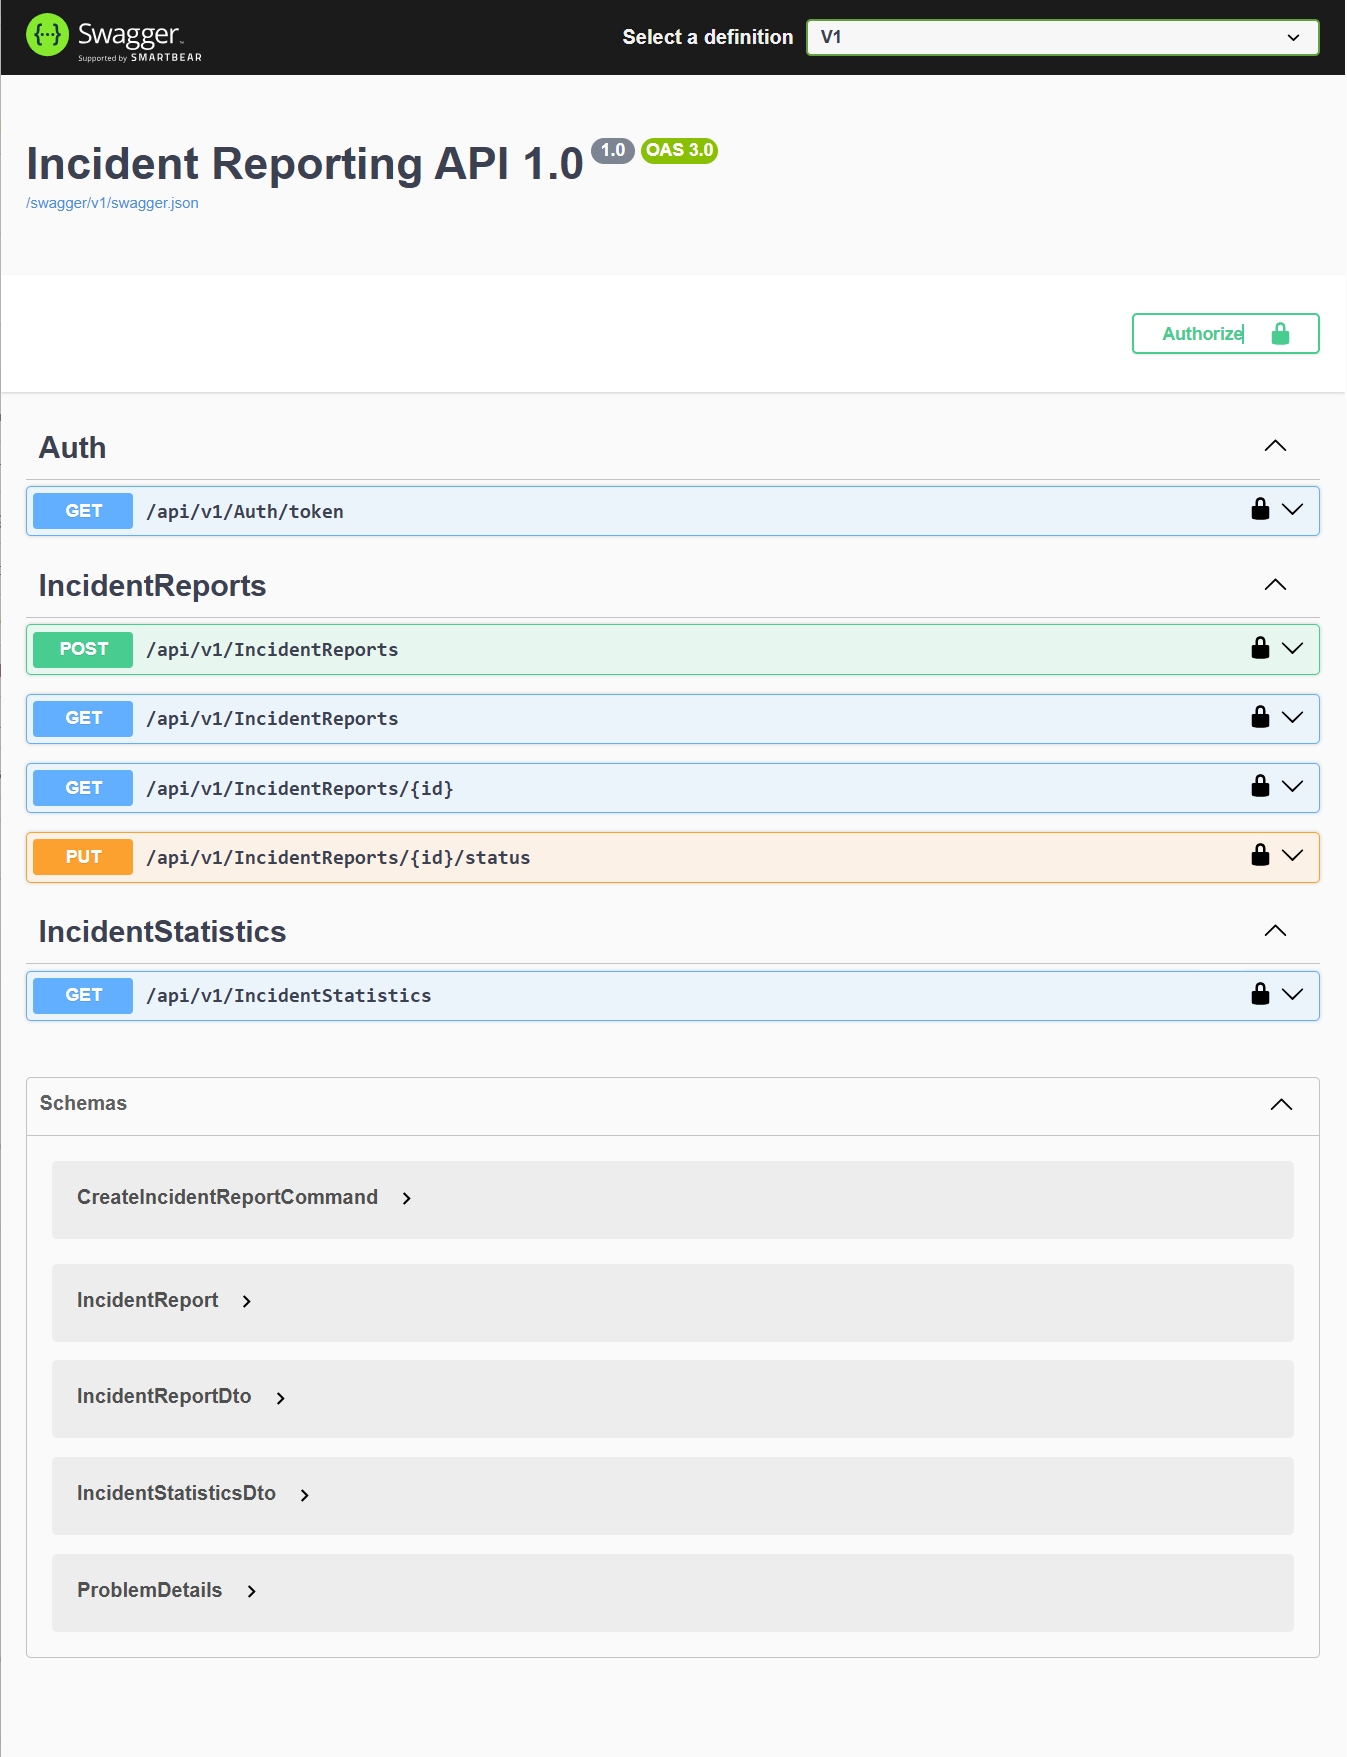 Swagger
Supported by SMARTBEAR
Select a definition
V1
Incident Reporting API 1.0 1.0 OAS 3.0
/swagger/v1/swagger.json
Authorize
Auth
GET /api/v1/Auth/token
IncidentReports
POST /api/v1/IncidentReports
GET /api/v1/IncidentReports
GET /api/v1/IncidentReports/{id}
PUT /api/v1/IncidentReports/{id}/status
IncidentStatistics
GET /api/v1/IncidentStatistics
Schemas
CreateIncidentReportCommand
IncidentReport
IncidentReportDto
IncidentStatisticsDto
ProblemDetails